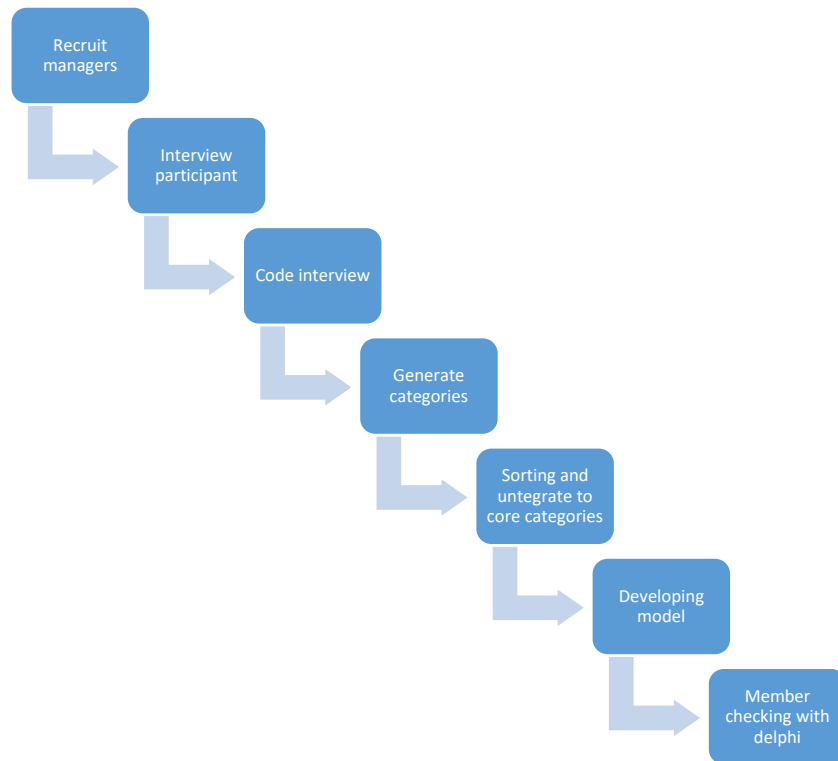 Recruit
managers
Interview
participant
Code interview
Generate
categories
Sorting and
untegrate to
core categories
Developing
model
Member
checking with
delphi